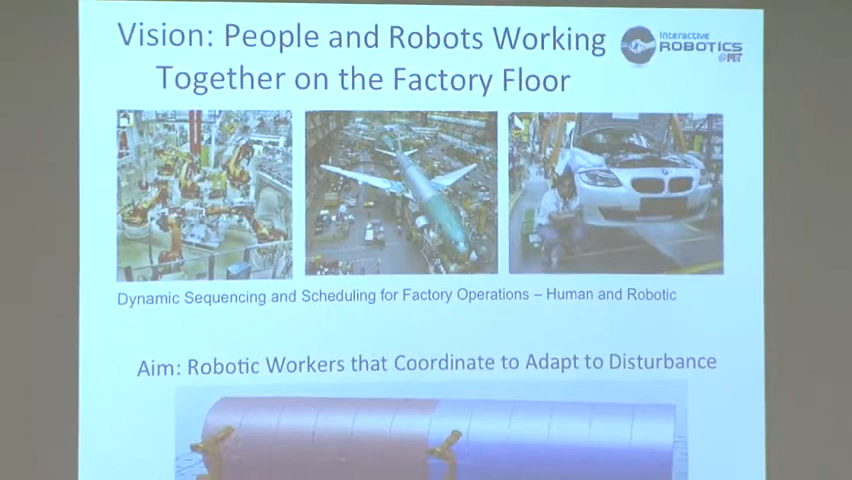 Vision: People and Robots Working
Together on the Factory Floor
Interactive
ROBOTICS
@MIT
Dynamic Sequencing and Scheduling for Factory Operations – Human and Robotic
Aim: Robotic Workers that Coordinate to Adapt to Disturbance